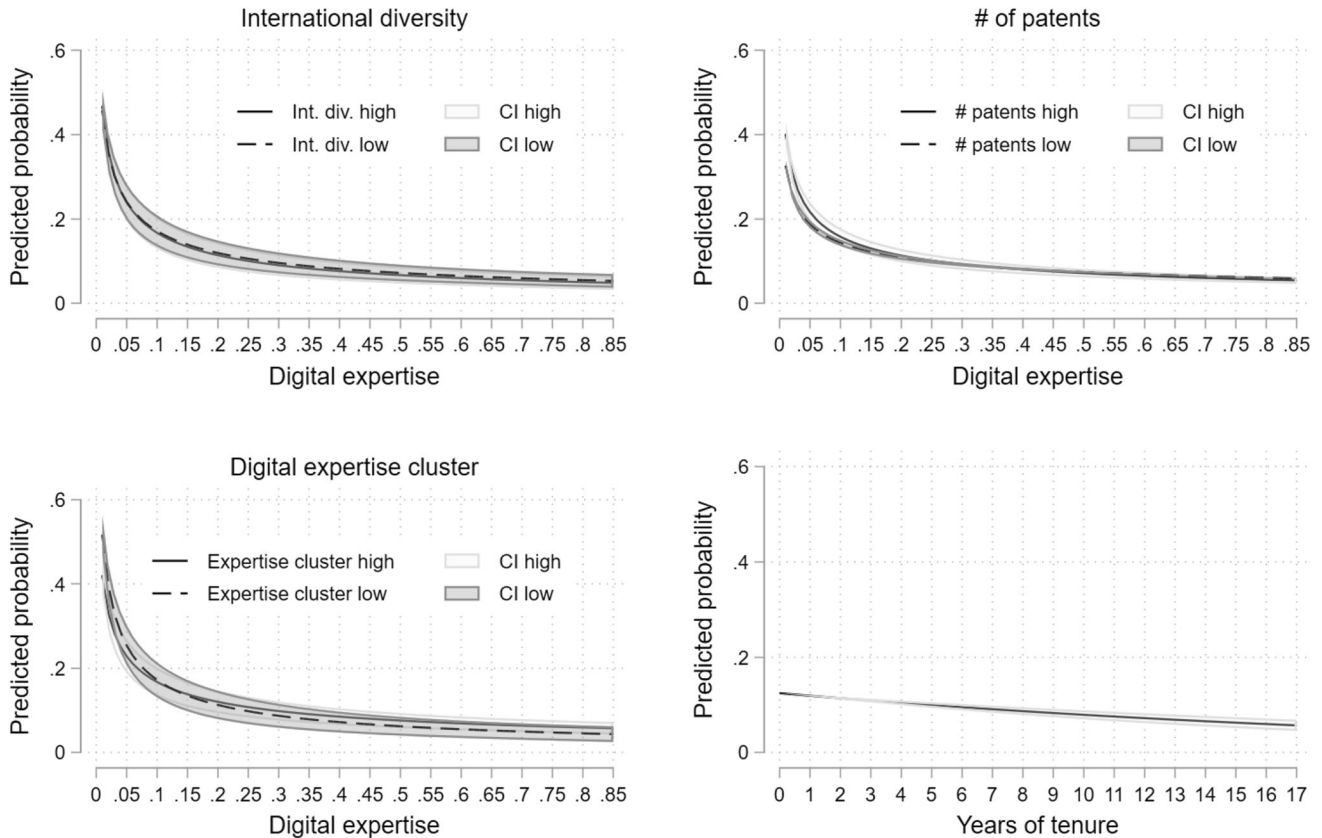 International diversity
Predicted probability
.6
.4
.2
0
Int. div. high
CI high
Int. div. low
CI low
0 .05 .1 .15 .2 .25 .3 .35 .4 .45 .5 .55 .6 .65 .7 .75 .8 .85
Digital expertise
# of patents
Predicted probability
.6
.4
.2
0
# patents high
CI high
# patents low
CI low
0 .05 .1 .15 .2 .25 .3 .35 .4 .45 .5 .55 .6 .65 .7 .75 .8 .85
Digital expertise
Digital expertise cluster
Predicted probability
.6
.4
.2
0
Expertise cluster high
CI high
Expertise cluster low
CI low
0 .05 .1 .15 .2 .25 .3 .35 .4 .45 .5 .55 .6 .65 .7 .75 .8 .85
Digital expertise
Predicted probability
.6
.4
.2
0
0 1 2 3 4 5 6 7 8 9 10 11 12 13 14 15 16 17
Years of tenure